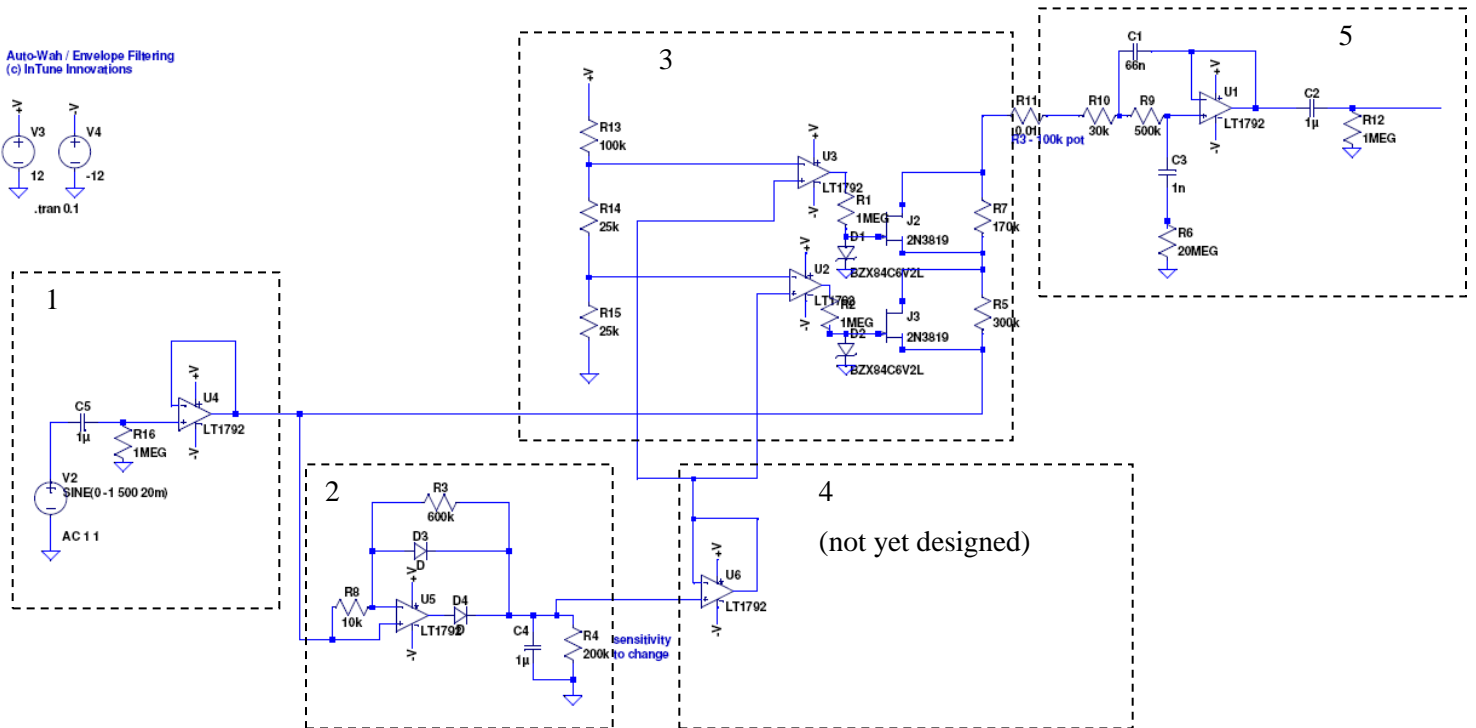 Auto-Wah / Envelope Filtering
(c) InTune Innovations
+V
-V
V3
V4
12
-12
.tran 0.1
1
C5
1µ
R16
1MEG
+V
U4
LT1792
-V
V2
SINE(0 -1 500 20m)
AC 1 1
2
R3
600k
D3
D
R8
10k
+V
U5
LT1792
-V
D4
D
C4
1µ
R4
200k
sensitivity
to change
3
+V
R13
100k
R14
25k
R15
25k
+V
U3
LT1792
-V
R1
1MEG
D1
BZX84C6V2L
J2
2N3819
R7
170k
+V
U2
LT1792
-V
R2
1MEG
D2
BZX84C6V2L
J3
2N3819
R5
300k
4
(not yet designed)
+V
U6
LT1792
-V
5
R11
0.01
R3 - 100k pot
R10
30k
R9
500k
C1
66n
+V
U1
LT1792
-V
C2
1µ
R12
1MEG
C3
1n
R6
20MEG